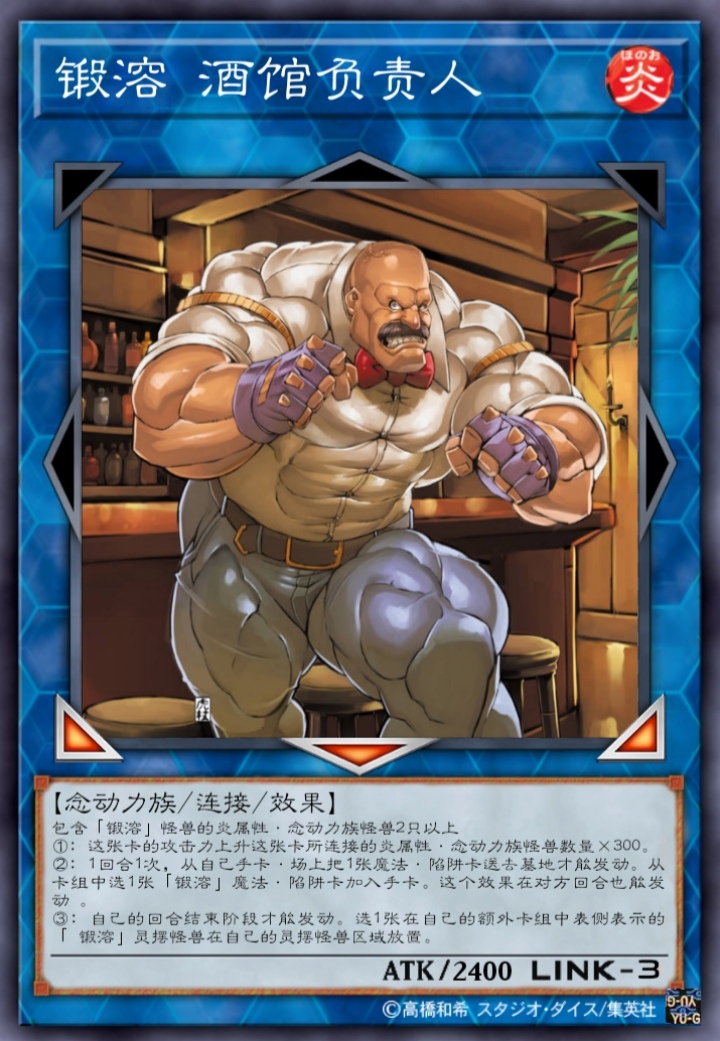 锻溶 酒馆负责人
ほのお
炎
【念动力族/连接/效果】
包含「锻溶」怪兽的炎属性·念动力族怪兽2只以上
①：这张卡的攻击力上升这张卡所连接的炎属性·念动力族怪兽数量×300。
②：1回合1次，从自己手卡·场上把1张魔法·陷阱卡送去墓地才能发动。从
卡组中选1张「锻溶」魔法·陷阱卡加入手卡。这个效果在对方回合也能发
动 。
③：自己的回合结束阶段才能发动。选1张在自己的额外卡组中表侧表示的
「 锻溶」灵摆怪兽在自己的灵摆怪兽区域放置。
ATK/2400 LINK-3
©高橋和希 スタジオ・ダイス/集英社